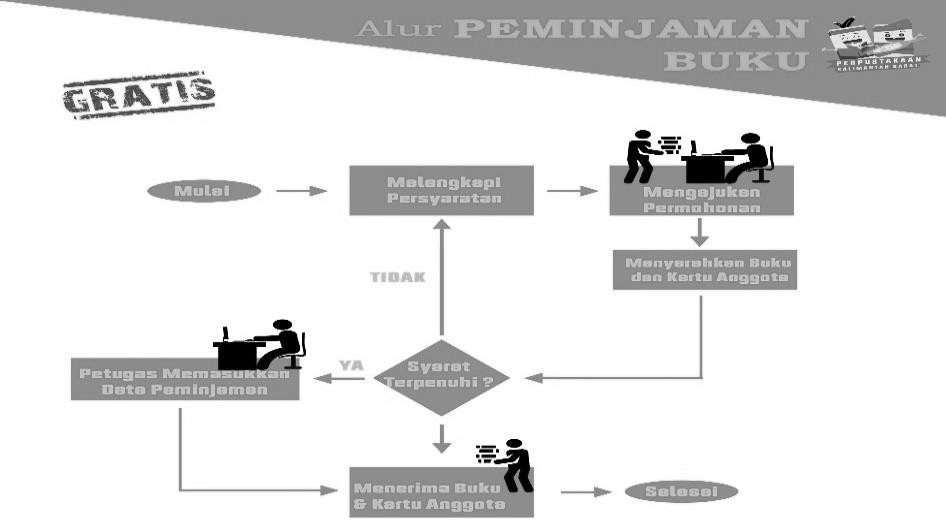 Alur PEMINJAMAN
BUKU
PERPUSTAKAAN
KALIMANTAN BARAT
GRATIS
Mulai
Melengkapi
Persyaratan
Mengajukan
Permohonan
Menyerahkan Buku
dan Kartu Anggota
TIDAK
Syarat
Terpenuhi ?
YA
Petugas Memasukkan
Data Peminjaman
Menerima Buku
& Kartu Anggota
Selesai